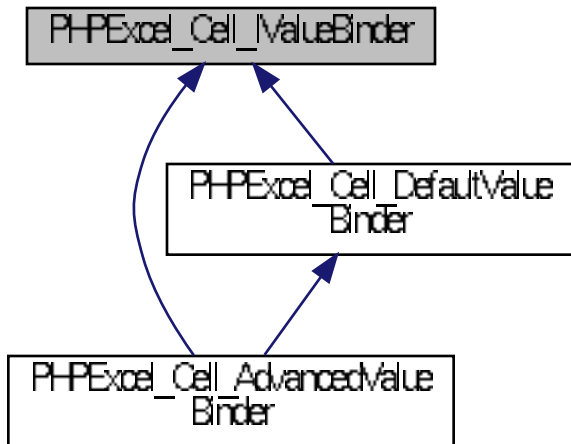 PHPExcel_Cell_IValueBinder
PHPExcel_Cell_DefaultValue
Binder
PHPExcel_Cell_AdvancedValue
Binder